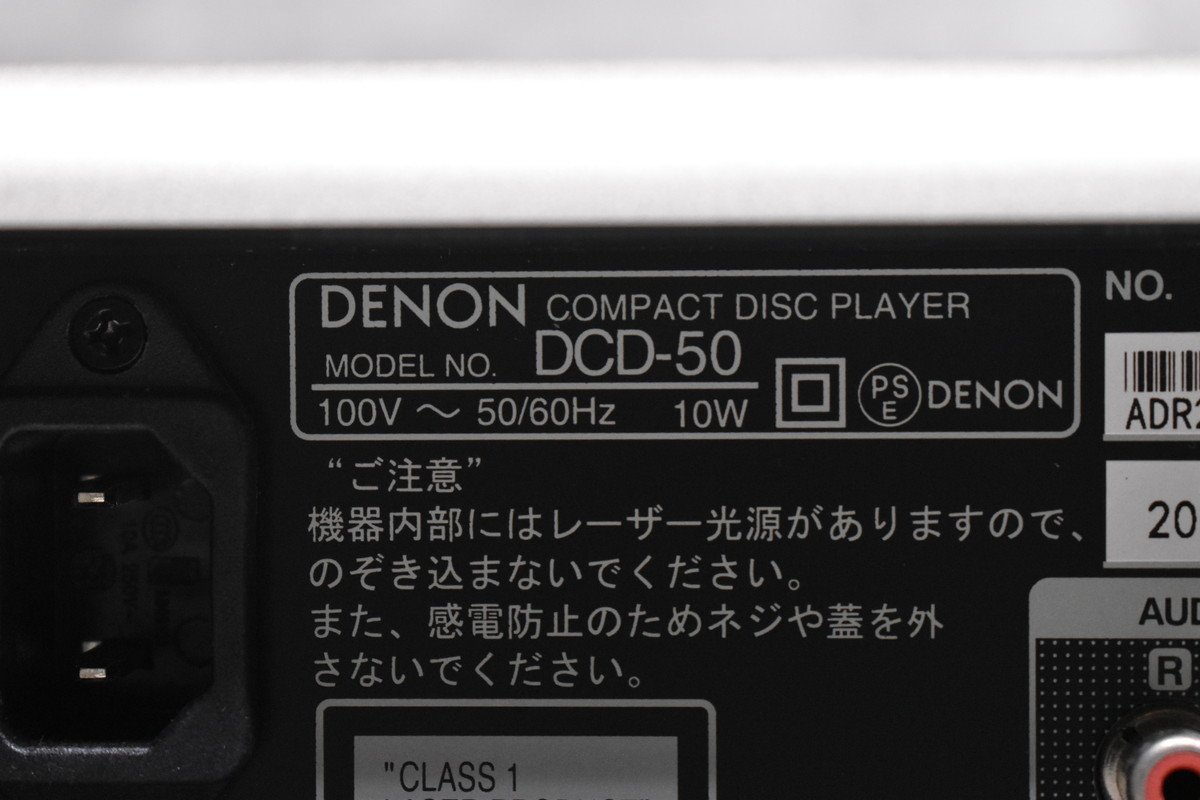 DENON COMPACT DISC PLAYER
MODEL NO. DCD-50
100V ～ 50/60Hz 10W
PSE DENON
NO.
ADR2
20
“ご注意”
機器内部にはレーザー光源がありますので、
のぞき込まないでください。
また、感電防止のためネジや蓋を外
さないでください。
AUD
R
"CLASS 1